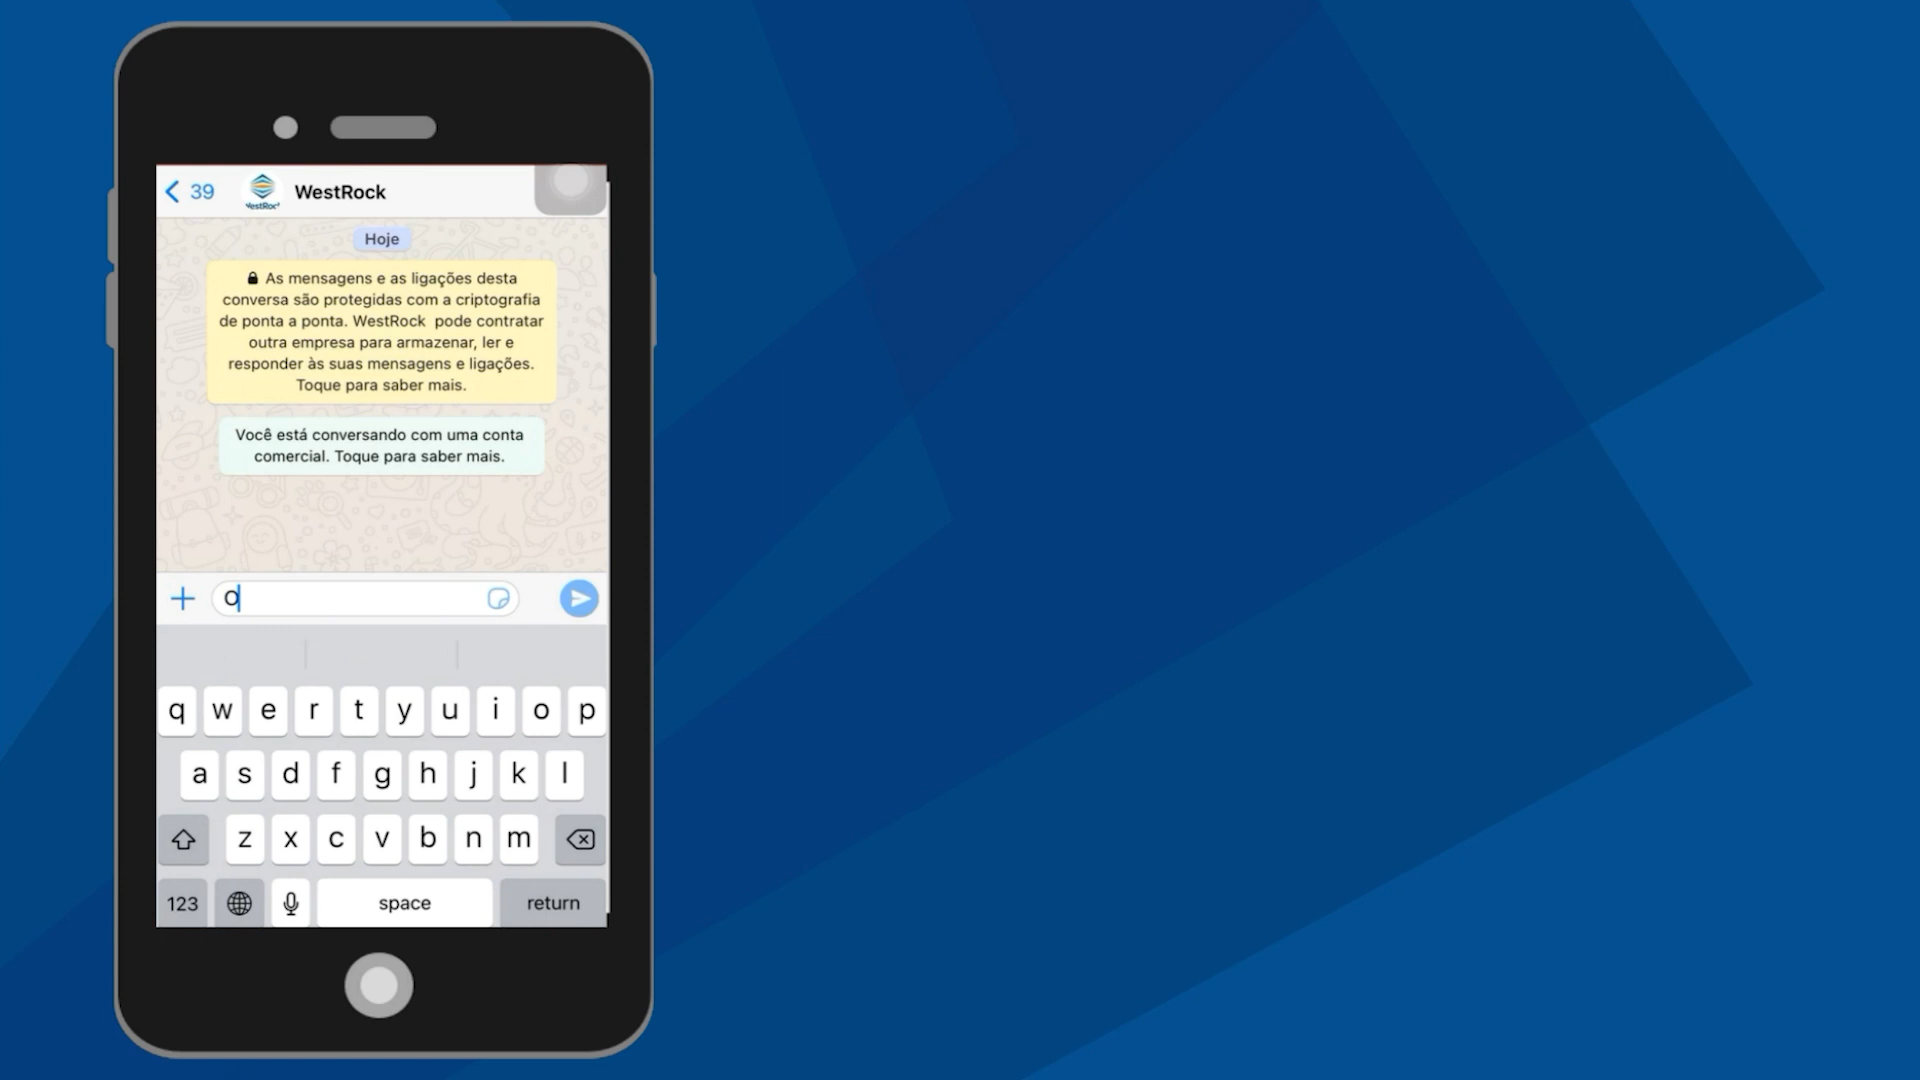 39
WestRock
WestRock
Hoje
As mensagens e as ligações desta
conversa são protegidas com a criptografia
de ponta a ponta. WestRock pode contratar
outra empresa para armazenar, ler e
responder às suas mensagens e ligações.
Toque para saber mais.
Você está conversando com uma conta
comercial. Toque para saber mais.
O
q w e r t y u i o p
a s d f g h j k l
z x c v b n m
123 space return